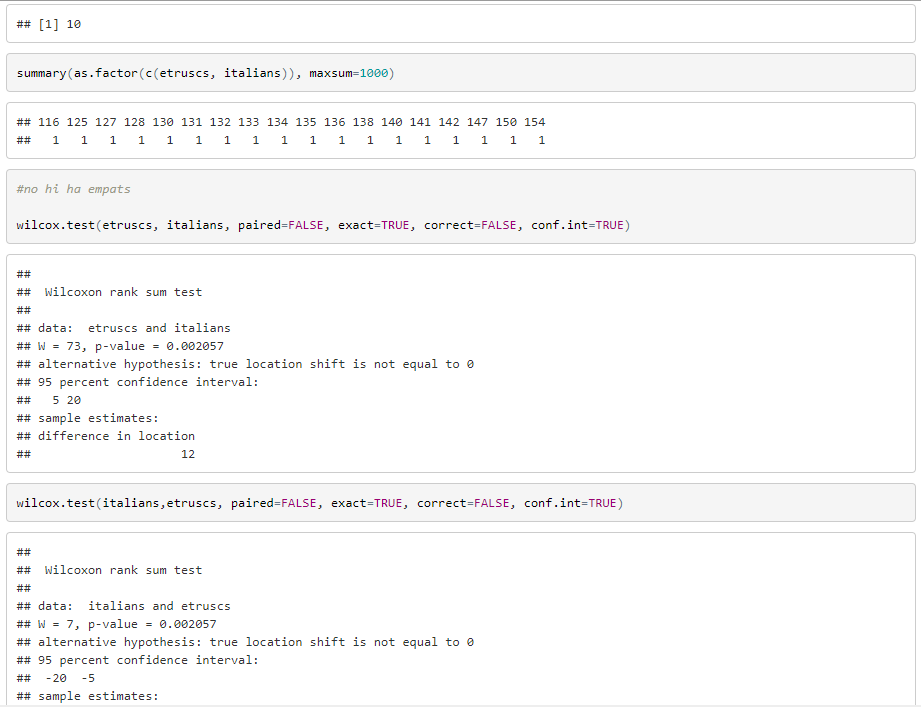 ## [1] 10
summary(as.factor(c(etruscs, italians)), maxsum=1000)
## 116 125 127 128 130 131 132 133 134 135 136 138 140 141 142 147 150 154
##   1   1   1   1   1   1   1   1   1   1   1   1   1   1   1   1   1   1
#no hi ha empats
wilcox.test(etruscs, italians, paired=FALSE, exact=TRUE, correct=FALSE, conf.int=TRUE)
##
##  Wilcoxon rank sum test
##
## data:  etruscs and italians
## W = 73, p-value = 0.002057
## alternative hypothesis: true location shift is not equal to 0
## 95 percent confidence interval:
##   5 20
## sample estimates:
## difference in location
##                     12
wilcox.test(italians,etruscs, paired=FALSE, exact=TRUE, correct=FALSE, conf.int=TRUE)
##
##  Wilcoxon rank sum test
##
## data:  italians and etruscs
## W = 7, p-value = 0.002057
## alternative hypothesis: true location shift is not equal to 0
## 95 percent confidence interval:
##  -20  -5
## sample estimates: